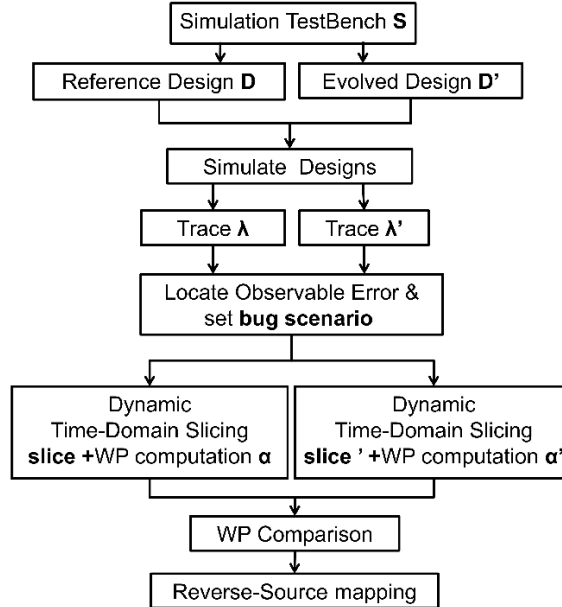 Simulation TestBench S
Reference Design D
Evolved Design D’
Simulate Designs
Trace λ
Trace λ’
Locate Observable Error &
set bug scenario
Dynamic
Time-Domain Slicing
slice +WP computation α
Dynamic
Time-Domain Slicing
slice ’ +WP computation α’
WP Comparison
Reverse-Source mapping